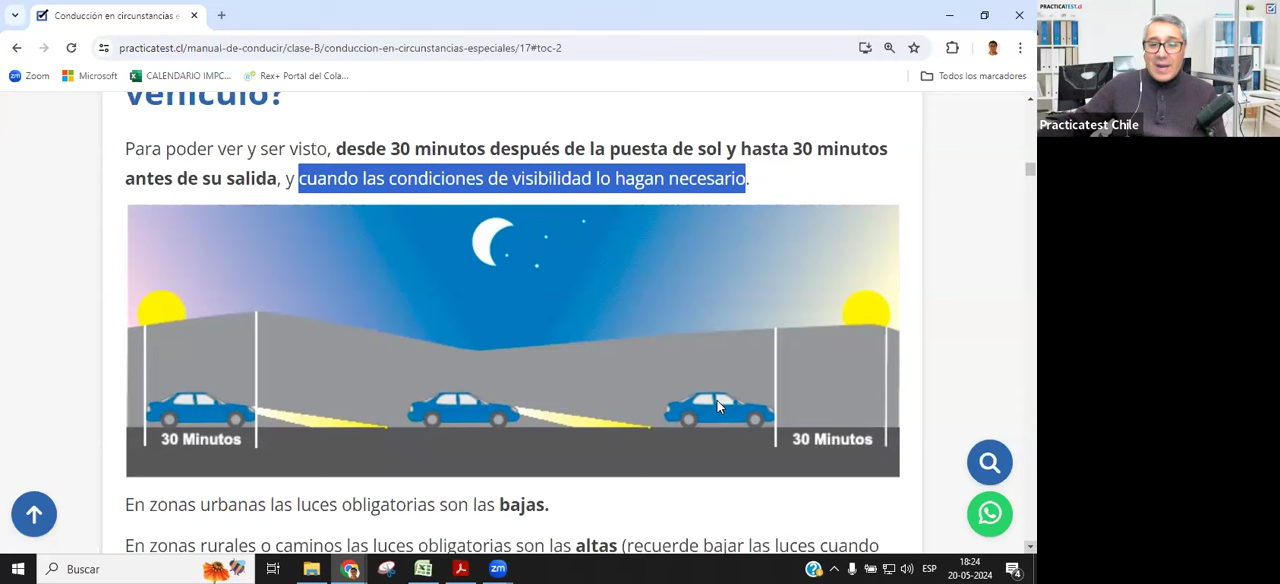 Conducción en circunstancias e
practicatest.cl/manual-de-conducir/clase-B/conduccion-en-circunstancias-especiales/17#toc-2
Zoom
Microsoft
CALENDARIO IMPC...
Rex+ Portal del Cola...
Todos los marcadores
vehículo?
Para poder ver y ser visto, desde 30 minutos después de la puesta de sol y hasta 30 minutos
antes de su salida, y cuando las condiciones de visibilidad lo hagan necesario.
30 Minutos
30 Minutos
En zonas urbanas las luces obligatorias son las bajas.
En zonas rurales o caminos las luces obligatorias son las altas (recuerde bajar las luces cuando
Buscar
ESP
18:24
20-05-2024
4
PRACTICATEST.cl
Practicatest Chile